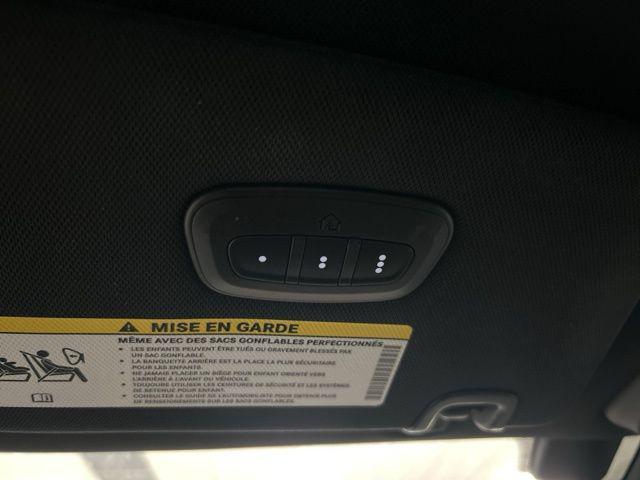 MISE EN GARDE
MÊME AVEC DES SACS GONFLABLES PERFECTIONNÉS
• LES ENFANTS PEUVENT ÊTRE TUÉS OU GRAVEMENT BLESSÉS PAR
UN SAC GONFLABLE.
• LA BANQUETTE ARRIÈRE EST LA PLACE LA PLUS SÉCURITAIRE
POUR LES ENFANTS.
• NE JAMAIS PLACER UN SIÈGE POUR ENFANT ORIENTÉ VERS
L'ARRIÈRE À L'AVANT DU VÉHICULE.
• TOUJOURS UTILISER LES CEINTURES DE SÉCURITÉ ET LES SYSTÈMES
DE RETENUE POUR ENFANT.
• CONSULTER LE GUIDE DE L'AUTOMOBILISTE POUR OBTENIR PLUS
DE RENSEIGNEMENTS SUR LES SACS GONFLABLES.